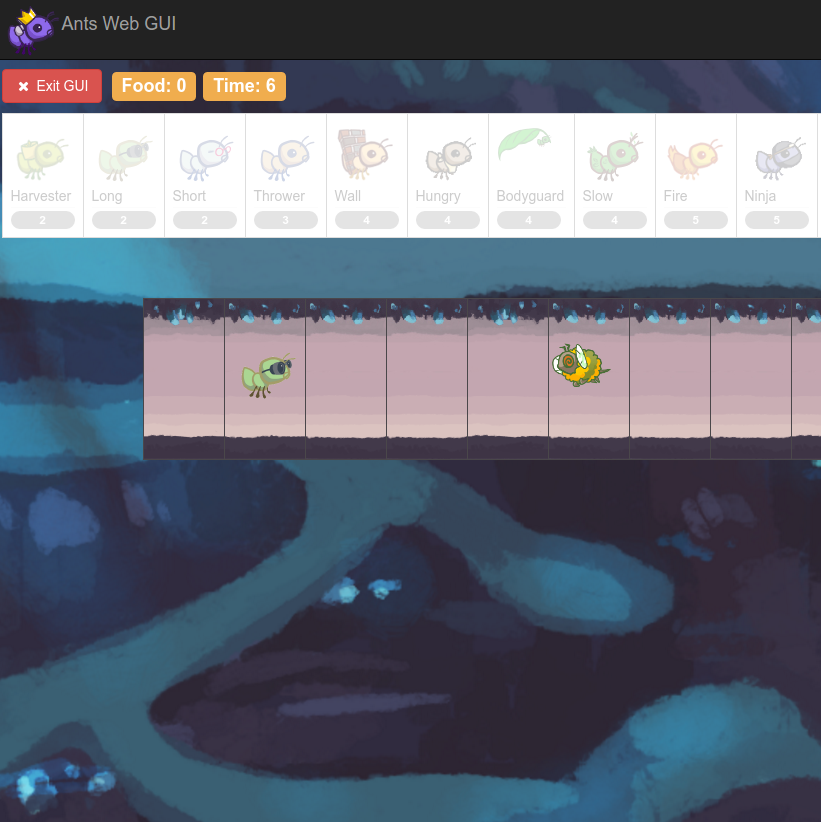 Ants Web GUI
✖ Exit GUI
Food: 0
Time: 6
Harvester Long Short Thrower Wall Hungry Bodyguard Slow Fire Ninja
2 2 2 3 4 4 4 4 5 5